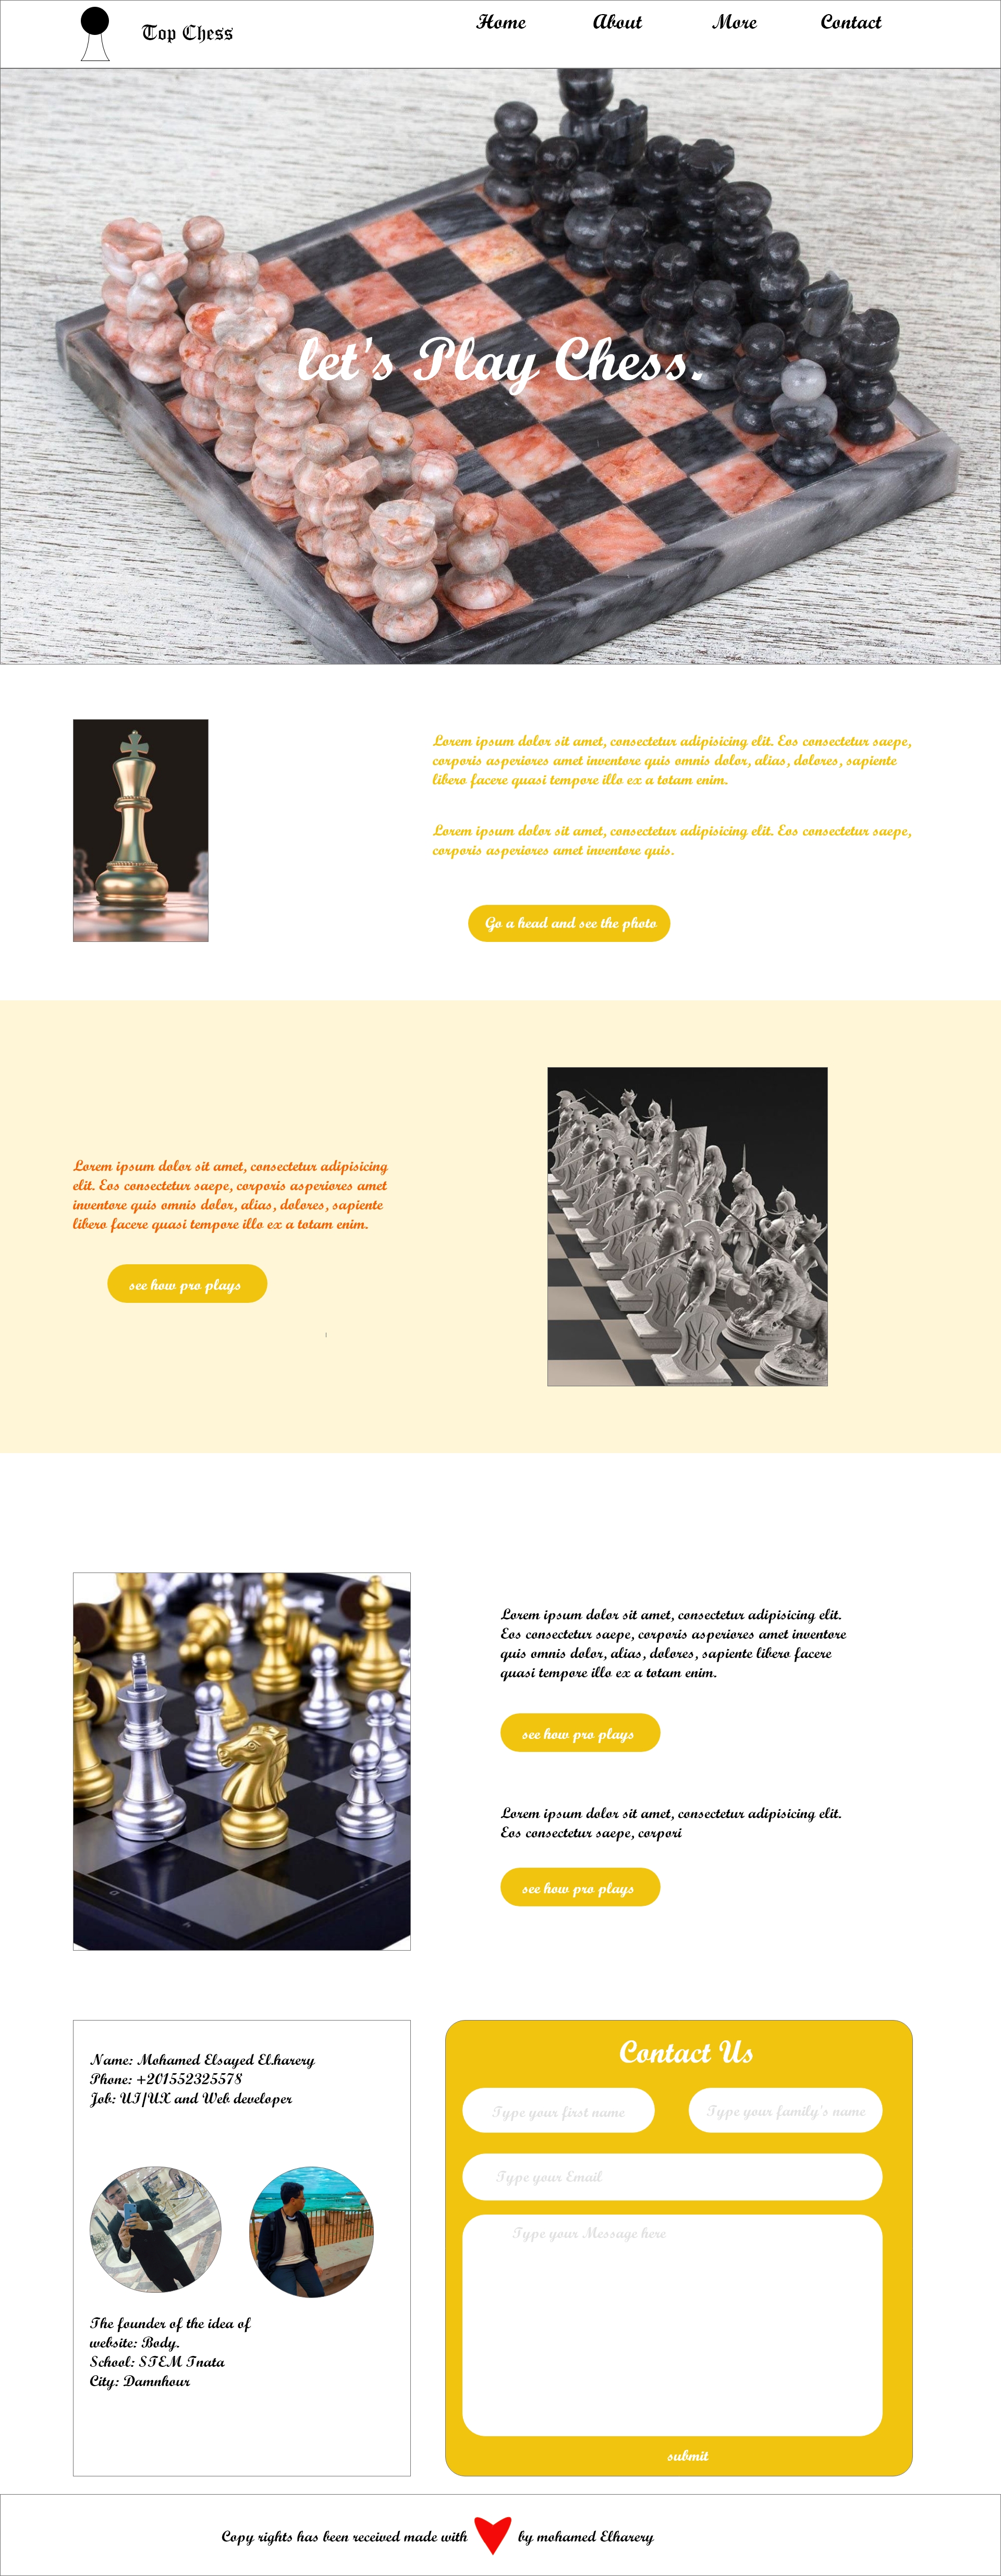 Top Chess
Home About More Contact
let's Play Chess.
Lorem ipsum dolor sit amet, consectetur adipisicing elit. Eos consectetur saepe,
corporis asperiores amet inventore quis omnis dolor, alias, dolores, sapiente
libero facere quasi tempore illo ex a totam enim.
Lorem ipsum dolor sit amet, consectetur adipisicing elit. Eos consectetur saepe,
corporis asperiores amet inventore quis.
Go a head and see the photo
Lorem ipsum dolor sit amet, consectetur adipisicing
elit. Eos consectetur saepe, corporis asperiores amet
inventore quis omnis dolor, alias, dolores, sapiente
libero facere quasi tempore illo ex a totam enim.
see how pro plays
Lorem ipsum dolor sit amet, consectetur adipisicing elit.
Eos consectetur saepe, corporis asperiores amet inventore
quis omnis dolor, alias, dolores, sapiente libero facere
quasi tempore illo ex a totam enim.
see how pro plays
Lorem ipsum dolor sit amet, consectetur adipisicing elit.
Eos consectetur saepe, corpori
see how pro plays
Name: Mohamed Elsayed El.harery
Phone: +201552325578
Job: UI/UX and Web developer
The founder of the idea of
website: Body.
School: STEM Tnata
City: Damnhour
Contact Us
Type your first name
Type your family's name
Type your Email
Type your Message here
submit
Copy rights has been received made with by mohamed Elharery